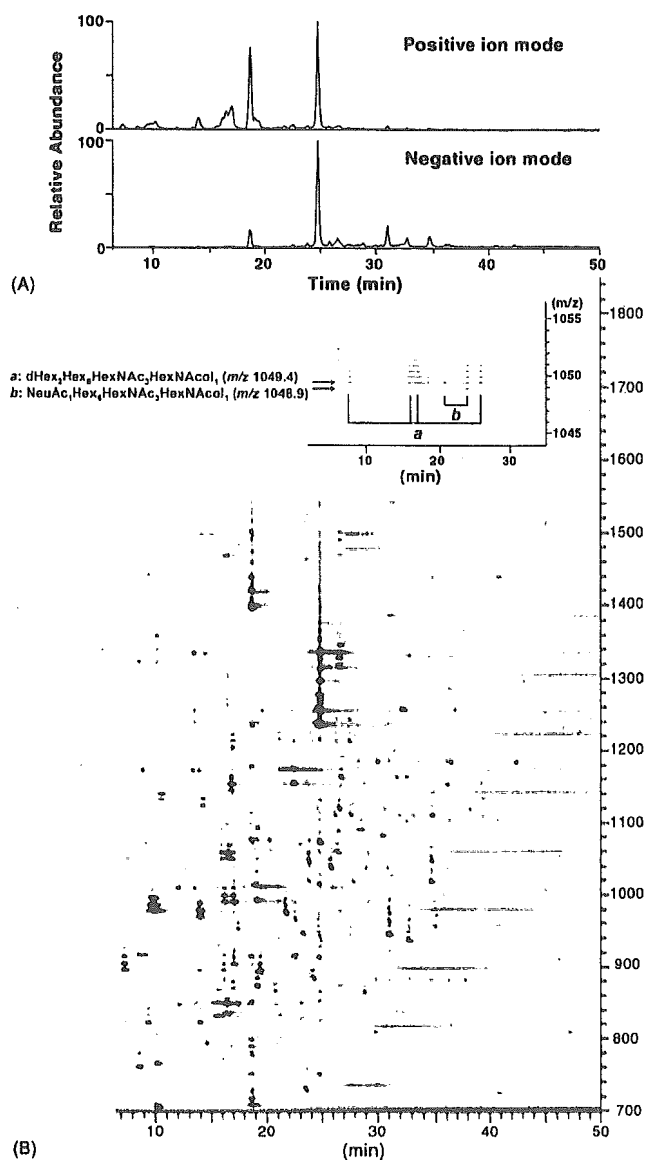 100
Positive ion mode
0
100
Negative ion mode
0
Relative Abundance
10
20
30
40
50
Time (min)
(A)
(m/z)
1055
1050
1045
a: dHex2Hex6HexNAc3HexNAcol1 (m/z 1049.4)
b: NeuAc1Hex6HexNAc3HexNAcol1 (m/z 1048.9)
b
a
10
20
30
(min)
1800
1700
1600
1500
1400
1300
1200
1100
1000
900
800
700
10
20
30
40
50
(min)
(B)